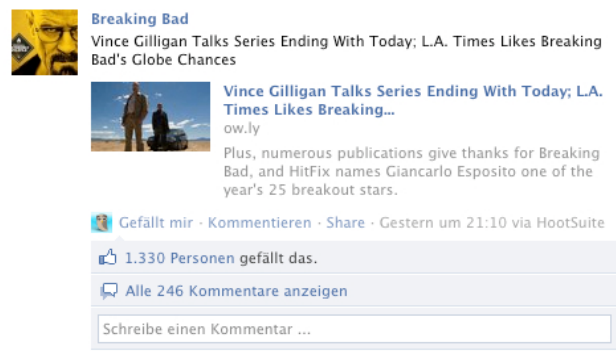 Breaking Bad
Vince Gilligan Talks Series Ending With Today; L.A. Times Likes Breaking
Bad's Globe Chances
Vince Gilligan Talks Series Ending With Today; L.A.
Times Likes Breaking...
ow.ly
Plus, numerous publications give thanks for Breaking
Bad, and HitFix names Giancarlo Esposito one of the
year's 25 breakout stars.
Gefällt mir · Kommentieren · Share · Gestern um 21:10 via HootSuite
1.330 Personen gefällt das.
Alle 246 Kommentare anzeigen
Schreibe einen Kommentar ...